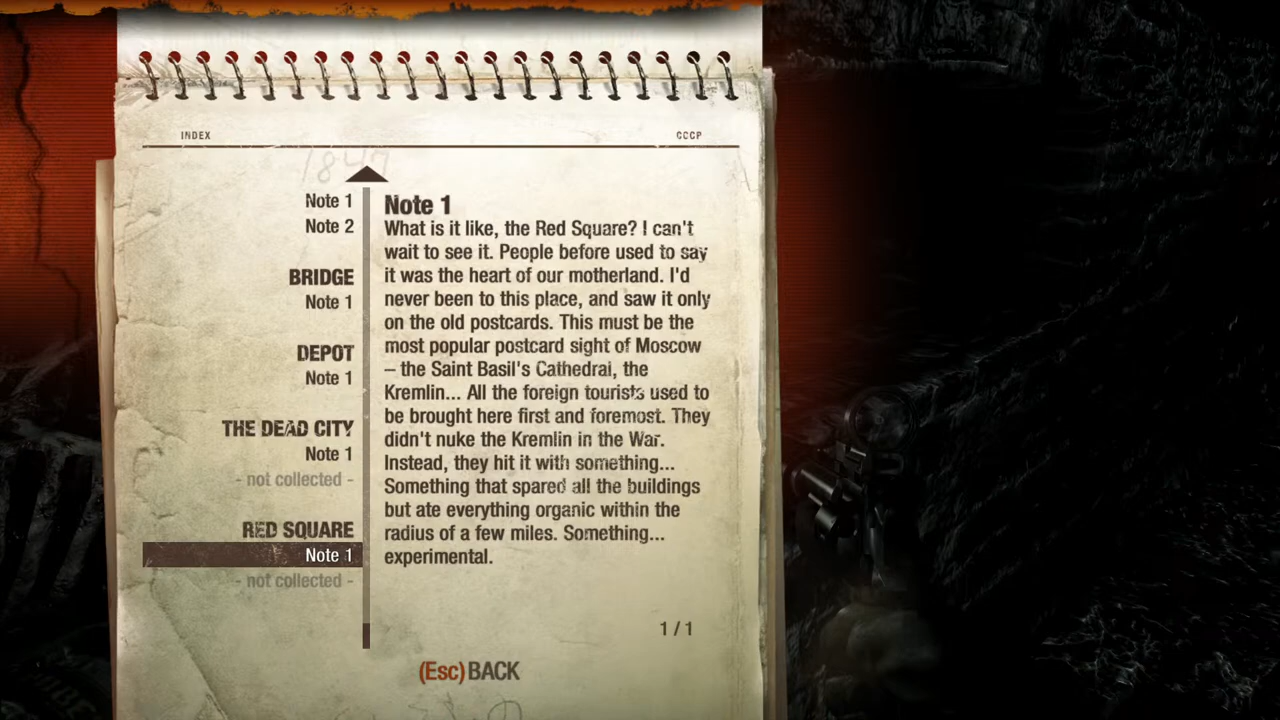 INDEX
CCCP
1847
Note 1
Note 2
BRIDGE
Note 1
DEPOT
Note 1
THE DEAD CITY
Note 1
- not collected -
RED SQUARE
Note 1
- not collected -
Note 1
What is it like, the Red Square? I can't
wait to see it. People before used to say
it was the heart of our motherland. I'd
never been to this place, and saw it only
on the old postcards. This must be the
most popular postcard sight of Moscow
– the Saint Basil's Cathedral, the
Kremlin... All the foreign tourists used to
be brought here first and foremost. They
didn't nuke the Kremlin in the War.
Instead, they hit it with something...
Something that spared all the buildings
but ate everything organic within the
radius of a few miles. Something...
experimental.
1 / 1
(Esc) BACK